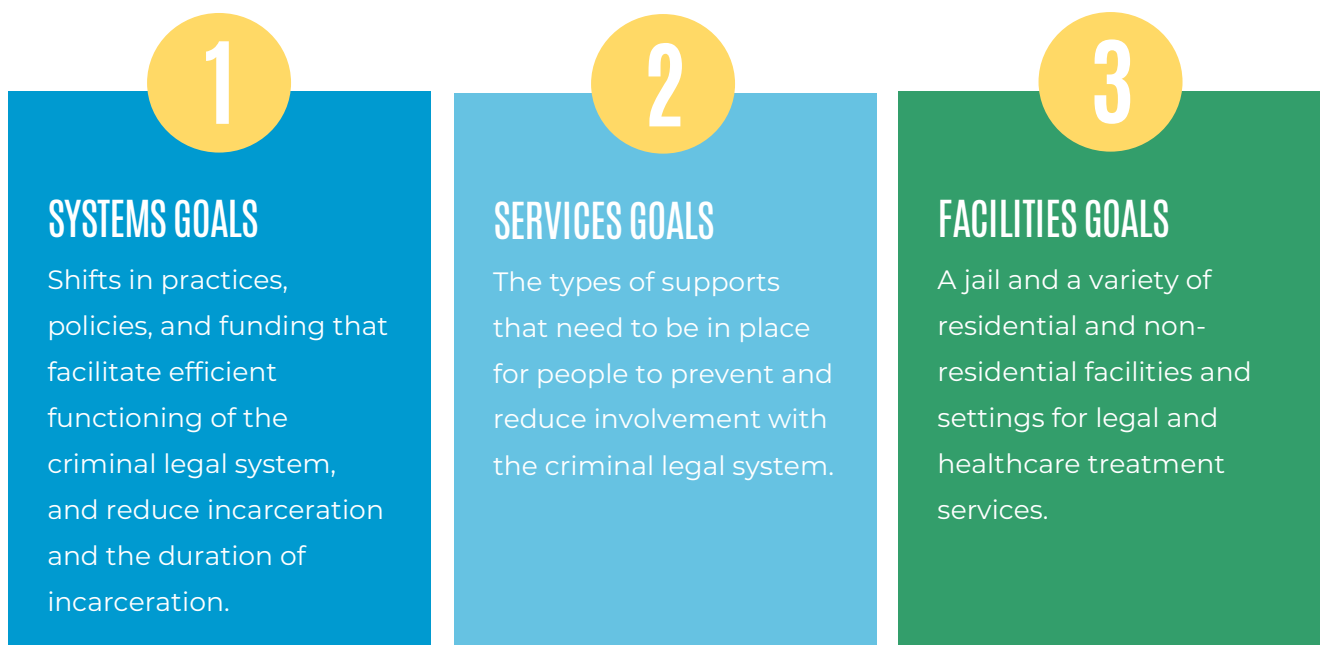 1
SYSTEMS GOALS
Shifts in practices,
policies, and funding that
facilitate efficient
functioning of the
criminal legal system,
and reduce incarceration
and the duration of
incarceration.
2
SERVICES GOALS
The types of supports
that need to be in place
for people to prevent and
reduce involvement with
the criminal legal system.
3
FACILITIES GOALS
A jail and a variety of
residential and non-
residential facilities and
settings for legal and
healthcare treatment
services.